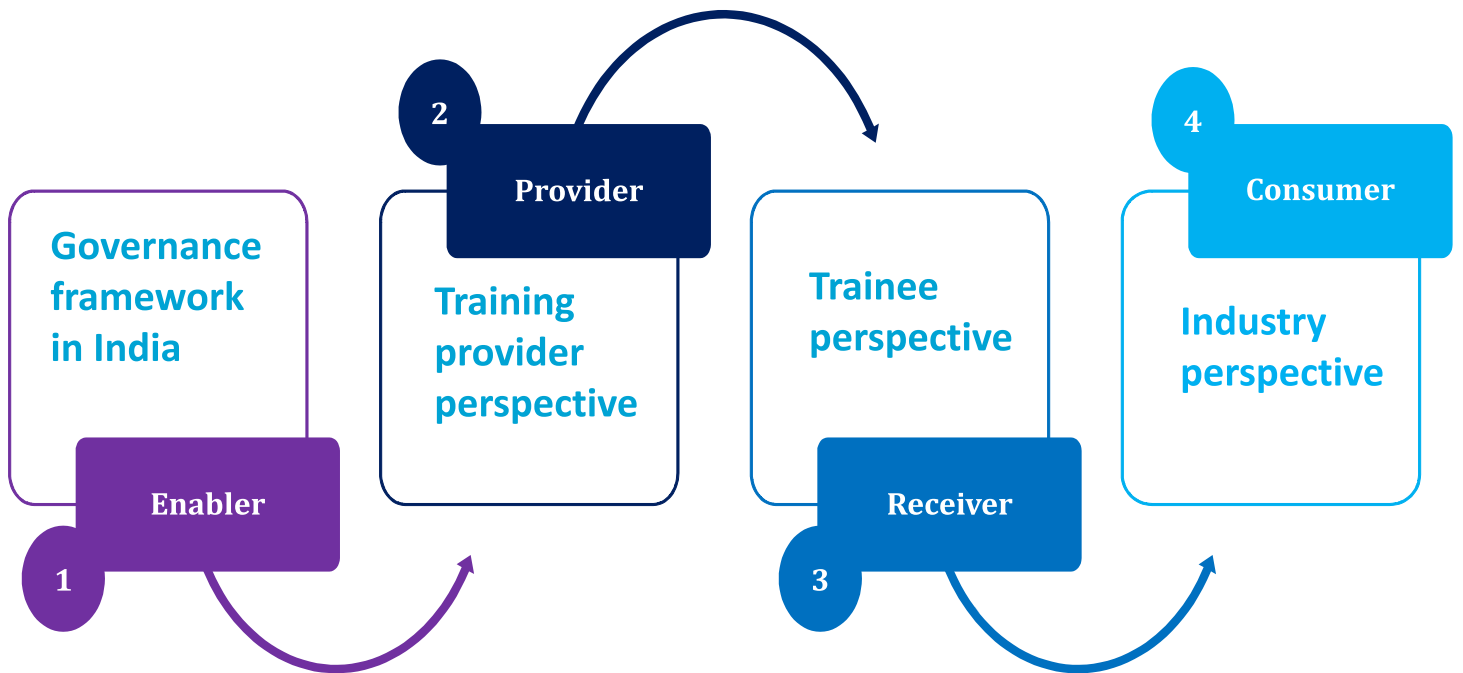 1
Enabler
Governance
framework
in India
2
Provider
Training
provider
perspective
3
Receiver
Trainee
perspective
4
Consumer
Industry
perspective